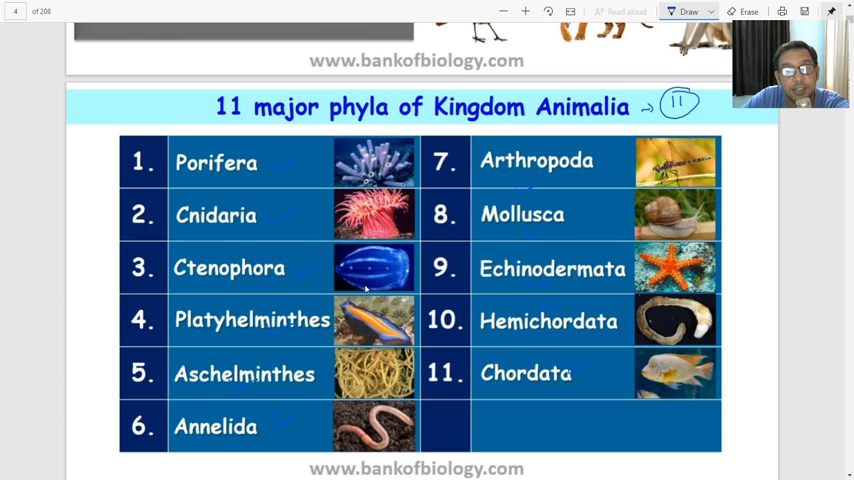 4 of 208
Read aloud
Draw
Erase
www.bankofbiology.com
11 major phyla of Kingdom Animalia → 11
1. Porifera
2. Cnidaria
3. Ctenophora
4. Platyhelminthes
5. Aschelminthes
6. Annelida
7. Arthropoda
8. Mollusca
9. Echinodermata
10. Hemichordata
11. Chordata
www.bankofbiology.com